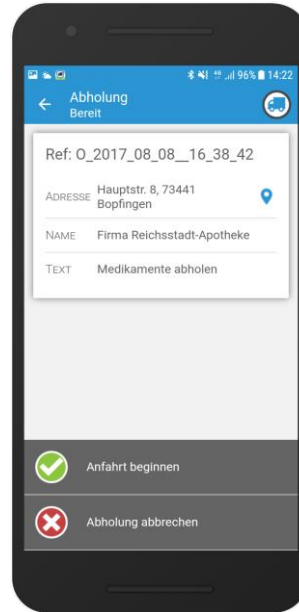 96% 14:22
Abholung
Bereit
Ref: O_2017_08_08__16_38_42
ADRESSE Hauptstr. 8, 73441
Bopfingen
NAME Firma Reichsstadt-Apotheke
TEXT Medikamente abholen
Anfahrt beginnen
Abholung abbrechen